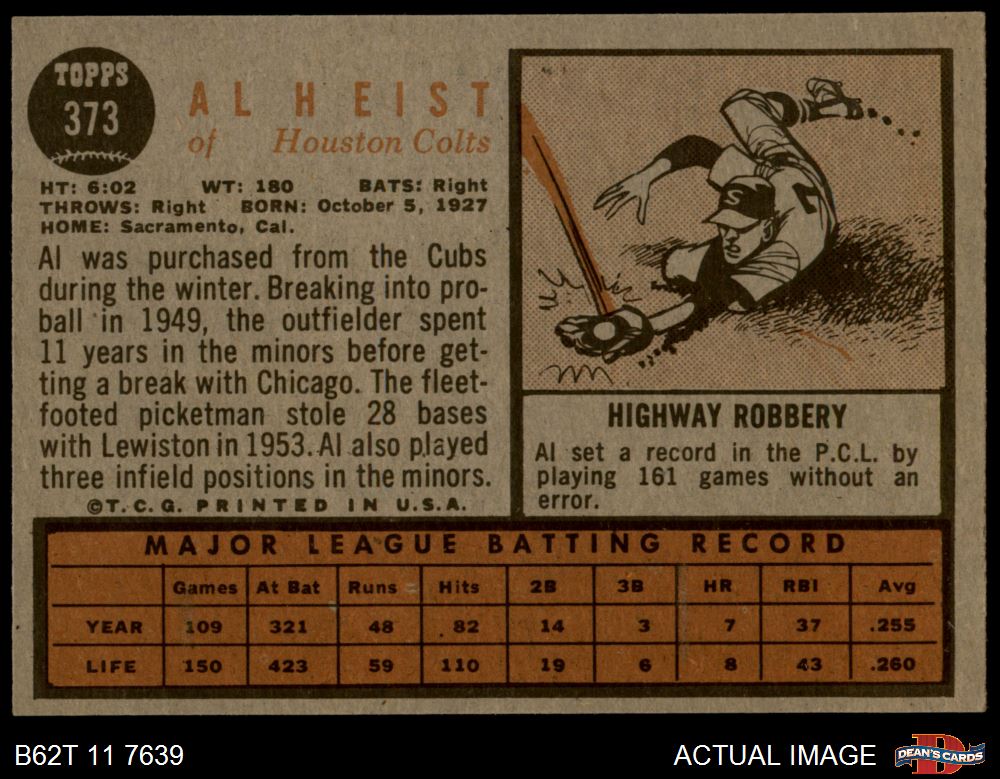 TOPPS
373
AL HEIST
of Houston Colts
HT: 6:02 WT: 180 BATS: Right
THROWS: Right BORN: October 5, 1927
HOME: Sacramento, Cal.
Al was purchased from the Cubs
during the winter. Breaking into pro-
ball in 1949, the outfielder spent
11 years in the minors before get-
ting a break with Chicago. The fleet-
footed picketman stole 28 bases
with Lewiston in 1953. Al also played
three infield positions in the minors.
©T.C.G. PRINTED IN U.S.A.
S
HIGHWAY ROBBERY
Al set a record in the P.C.L. by
playing 161 games without an
error.
MAJOR LEAGUE BATTING RECORD
Games At Bat Runs Hits 2B 3B HR RBI Avg
YEAR 109 321 48 82 14 3 7 37 .255
LIFE 150 423 59 110 19 6 8 43 .260
B62T 11 7639
ACTUAL IMAGE
DEAN'S CARDS